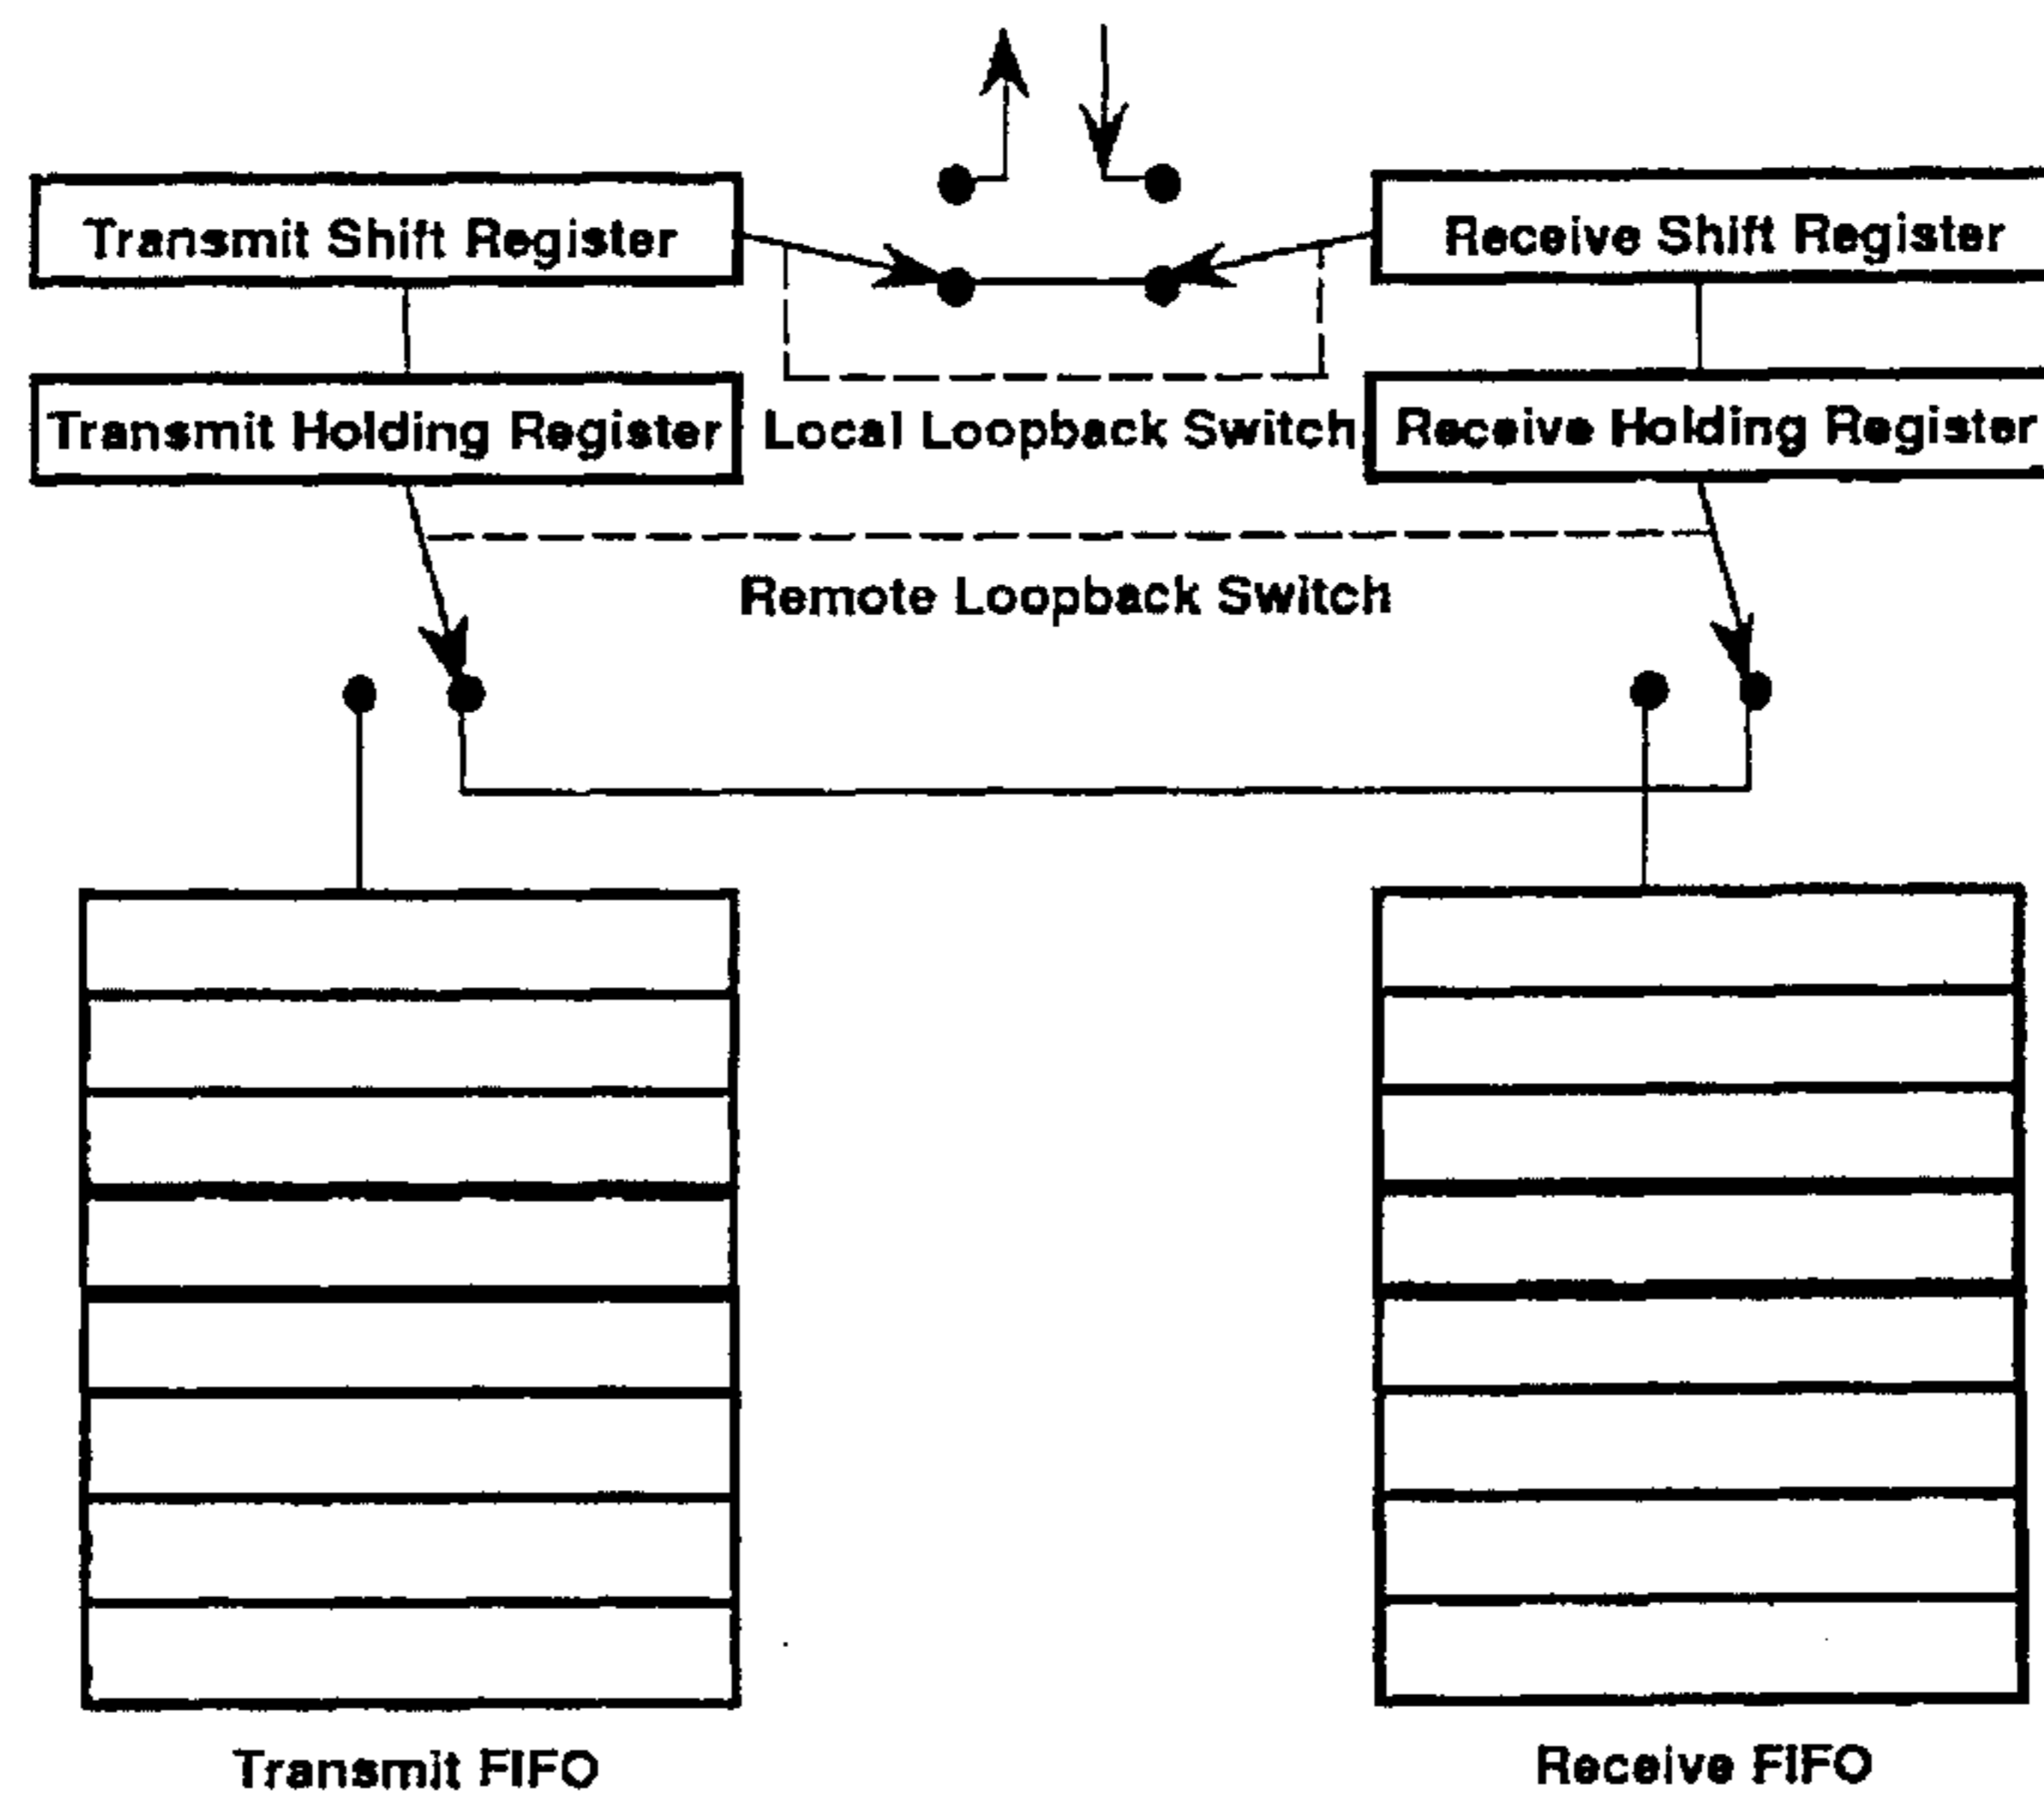 Transmit Shift Register
Receive Shift Register
Transmit Holding Register
Local Loopback Switch
Receive Holding Register
Remote Loopback Switch
Transmit FIFO
Receive FIFO